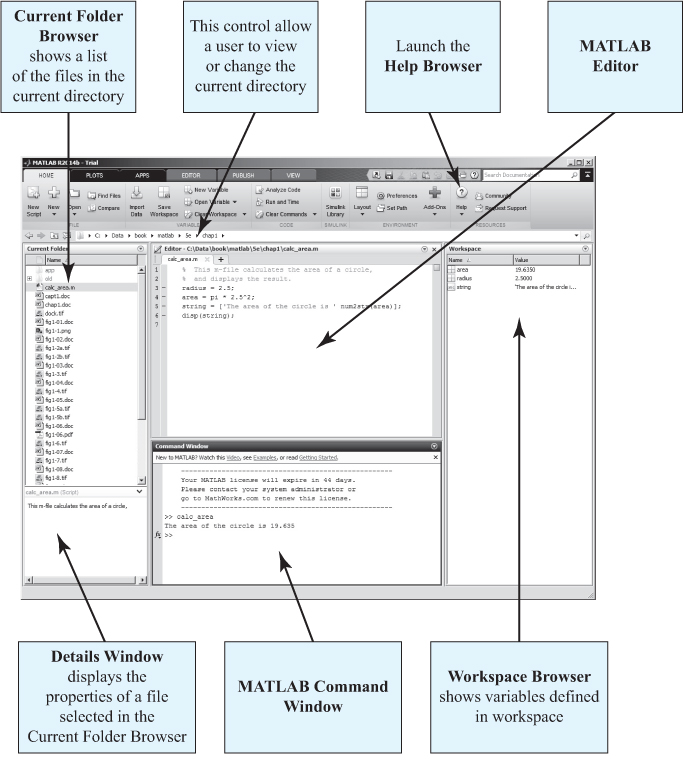 Current Folder
Browser
shows a list
of the files in the
current directory
This control allow
a user to view
or change the
current directory
Launch the
Help Browser
MATLAB
Editor
MATLAB R2014b - Trial
HOME PLOTS APPS EDITOR PUBLISH VIEW
Search Documentation
New Script
New
Open
Find Files
Compare
FILE
Import Data
Save Workspace
New Variable
Open Variable
Clear Workspace
VARIABLE
Analyze Code
Run and Time
Clear Commands
CODE
Simulink Library
SIMULINK
Layout
Preferences
Set Path
ENVIRONMENT
Add-Ons
Help
Community
Request Support
RESOURCES
C: Data book matlab 5e chap1
Current Folder
Name
app
old
calc_area.m
capt1.doc
chap1.doc
dock.tif
fig1-01.doc
fig1-1.png
fig1-02.doc
fig1-2a.tif
fig1-2b.tif
fig1-03.doc
fig1-3.tif
fig1-04.doc
fig1-4.tif
fig1-05.doc
fig1-5a.tif
fig1-5b.tif
fig1-06.doc
fig1-06.pdf
fig1-6.tif
fig1-07.doc
fig1-7.tif
fig1-08.doc
fig1-8.tif
calc_area.m (Script)
This m-file calculates the area of a circle,
Editor - C:\Data\book\matlab\5e\chap1\calc_area.m
calc_area.m
1 % This m-file calculates the area of a circle,
2 % and displays the result.
3 radius = 2.5;
4 area = pi * 2.5^2;
5 string = ['The area of the circle is ' num2str(area)];
6 disp(string);
7
Command Window
New to MATLAB? Watch this Video, see Examples, or read Getting Started.
Your MATLAB license will expire in 44 days.
Please contact your system administrator or
go to MathWorks.com to renew this license.
>> calc_area
The area of the circle is 19.635
fx >>
Workspace
Name Value
area 19.6350
radius 2.5000
string 'The area of the circle i...
Details Window
displays the
properties of a file
selected in the
Current Folder Browser
MATLAB Command
Window
Workspace Browser
shows variables defined
in workspace